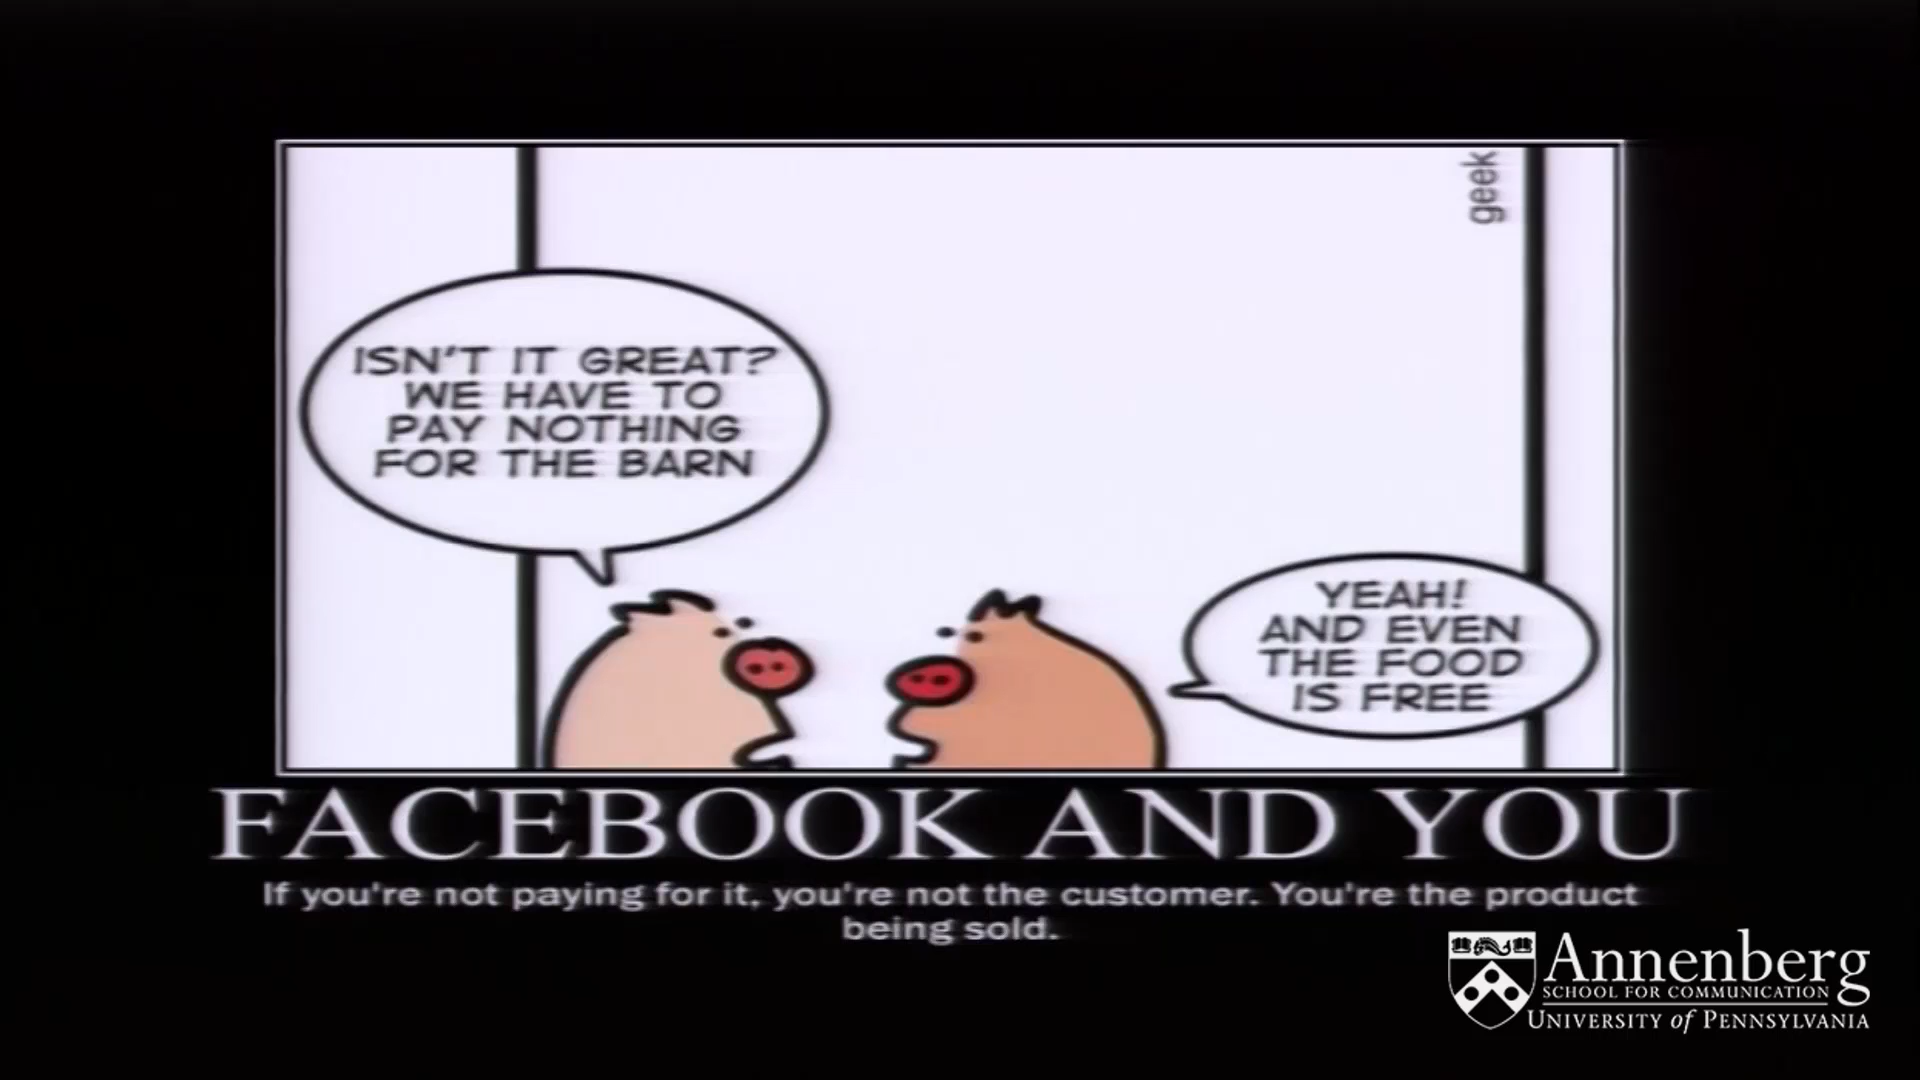 geek
ISN'T IT GREAT?
WE HAVE TO
PAY NOTHING
FOR THE BARN
YEAH!
AND EVEN
THE FOOD
IS FREE
FACEBOOK AND YOU
If you're not paying for it, you're not the customer. You're the product
being sold.
Annenberg
SCHOOL FOR COMMUNICATION
UNIVERSITY of PENNSYLVANIA